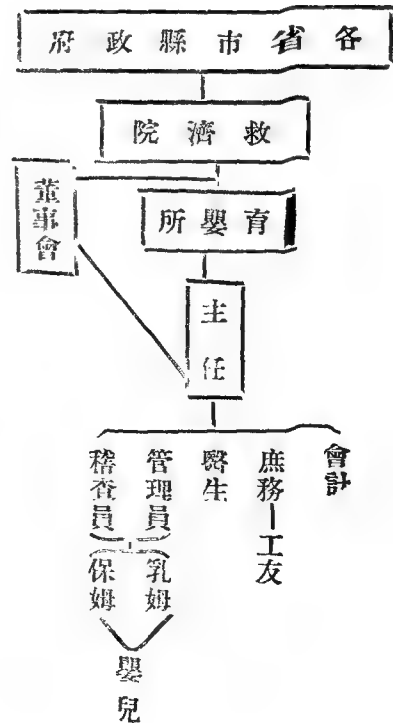 各省市縣政府
救濟院
董事會
育嬰所
主任
會計
庶務—工友
醫生
管理員
稽查員
乳姆
保姆
嬰兒